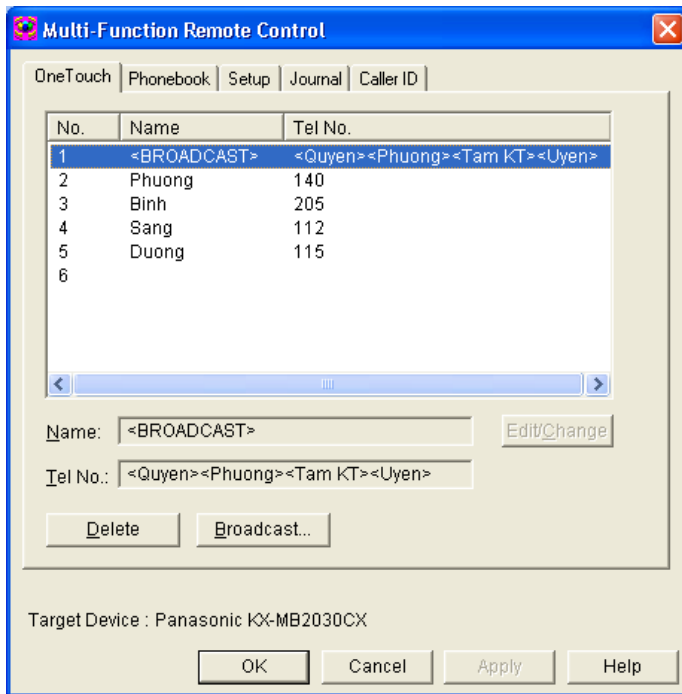 Multi-Function Remote Control
OneTouch Phonebook Setup Journal Caller ID
No. Name Tel No.
1 <BROADCAST> <Quyen><Phuong><Tam KT><Uyen>
2 Phuong 140
3 Binh 205
4 Sang 112
5 Duong 115
6
Name: <BROADCAST> Edit/Change
Tel No.: <Quyen><Phuong><Tam KT><Uyen>
Delete Broadcast...
Target Device : Panasonic KX-MB2030CX
OK Cancel Apply Help